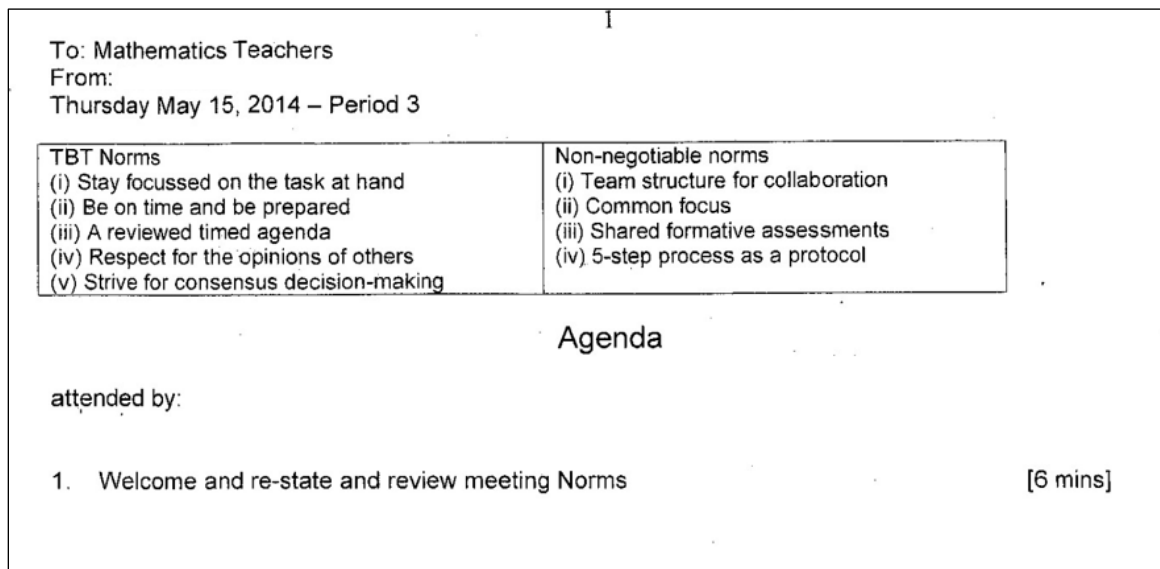 1
To: Mathematics Teachers
From:
Thursday May 15, 2014 – Period 3
TBT Norms
(i) Stay focussed on the task at hand
(ii) Be on time and be prepared
(iii) A reviewed timed agenda
(iv) Respect for the opinions of others
(v) Strive for consensus decision-making
Non-negotiable norms
(i) Team structure for collaboration
(ii) Common focus
(iii) Shared formative assessments
(iv) 5-step process as a protocol
Agenda
attended by:
1. Welcome and re-state and review meeting Norms [6 mins]